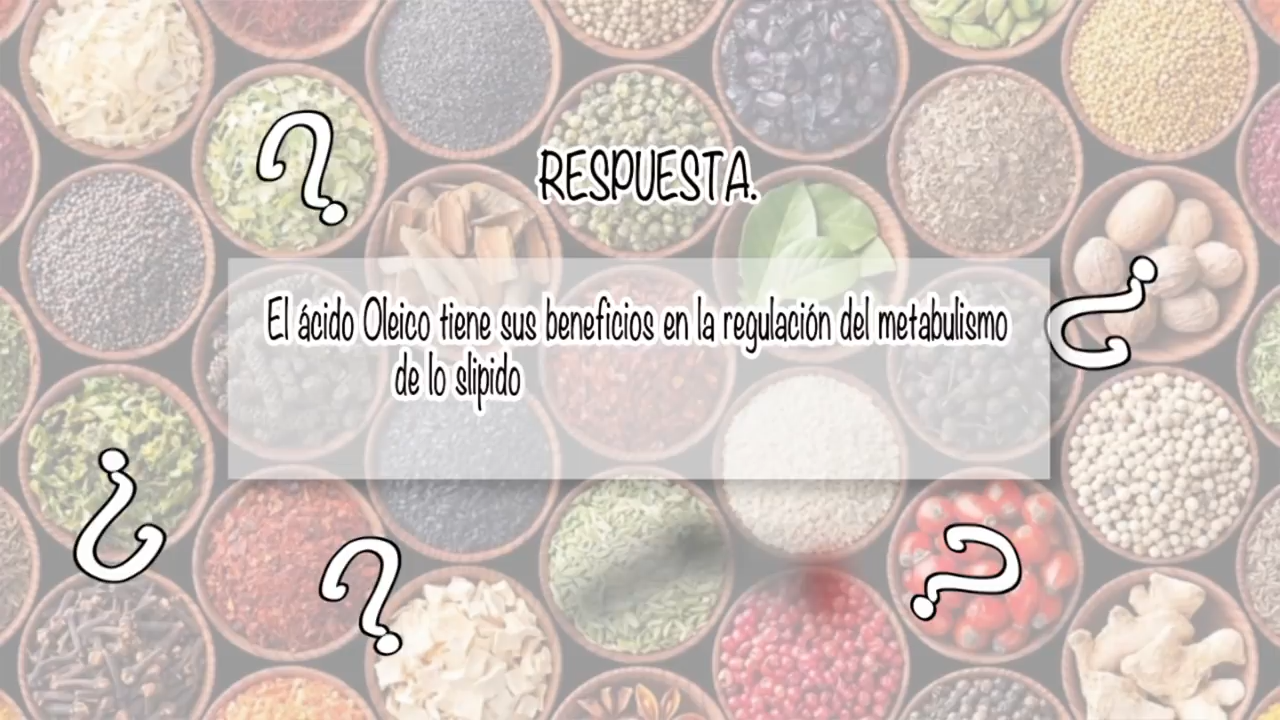 RESPUESTA.
El ácido Oleico tiene sus beneficios en la regulación del metabulismo
de lo slipido